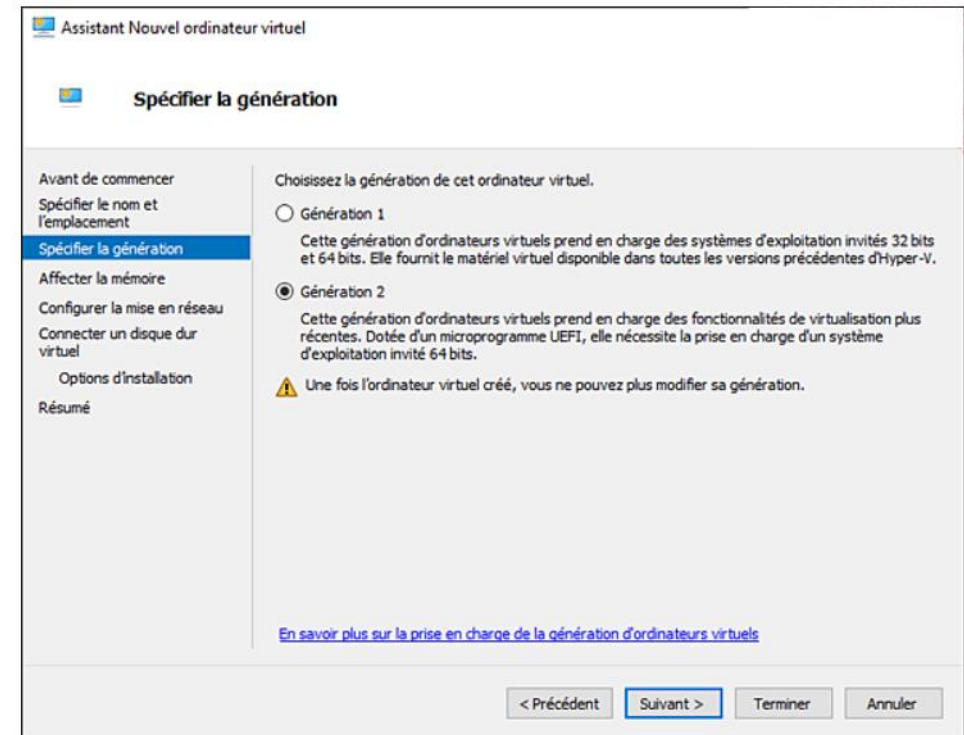 Assistant Nouvel ordinateur virtuel
Spécifier la génération
Avant de commencer
Spécifier le nom et
l'emplacement
Spécifier la génération
Affecter la mémoire
Configurer la mise en réseau
Connecter un disque dur
virtuel
Options d'installation
Résumé
Choisissez la génération de cet ordinateur virtuel.
Génération 1
Cette génération d'ordinateurs virtuels prend en charge des systèmes d'exploitation invités 32 bits
et 64 bits. Elle fournit le matériel virtuel disponible dans toutes les versions précédentes d'Hyper-V.
Génération 2
Cette génération d'ordinateurs virtuels prend en charge des fonctionnalités de virtualisation plus
récentes. Dotée d'un microprogramme UEFI, elle nécessite la prise en charge d'un système
d'exploitation invité 64 bits.
Une fois l'ordinateur virtuel créé, vous ne pouvez plus modifier sa génération.
En savoir plus sur la prise en charge de la génération d'ordinateurs virtuels
< Précédent
Suivant >
Terminer
Annuler